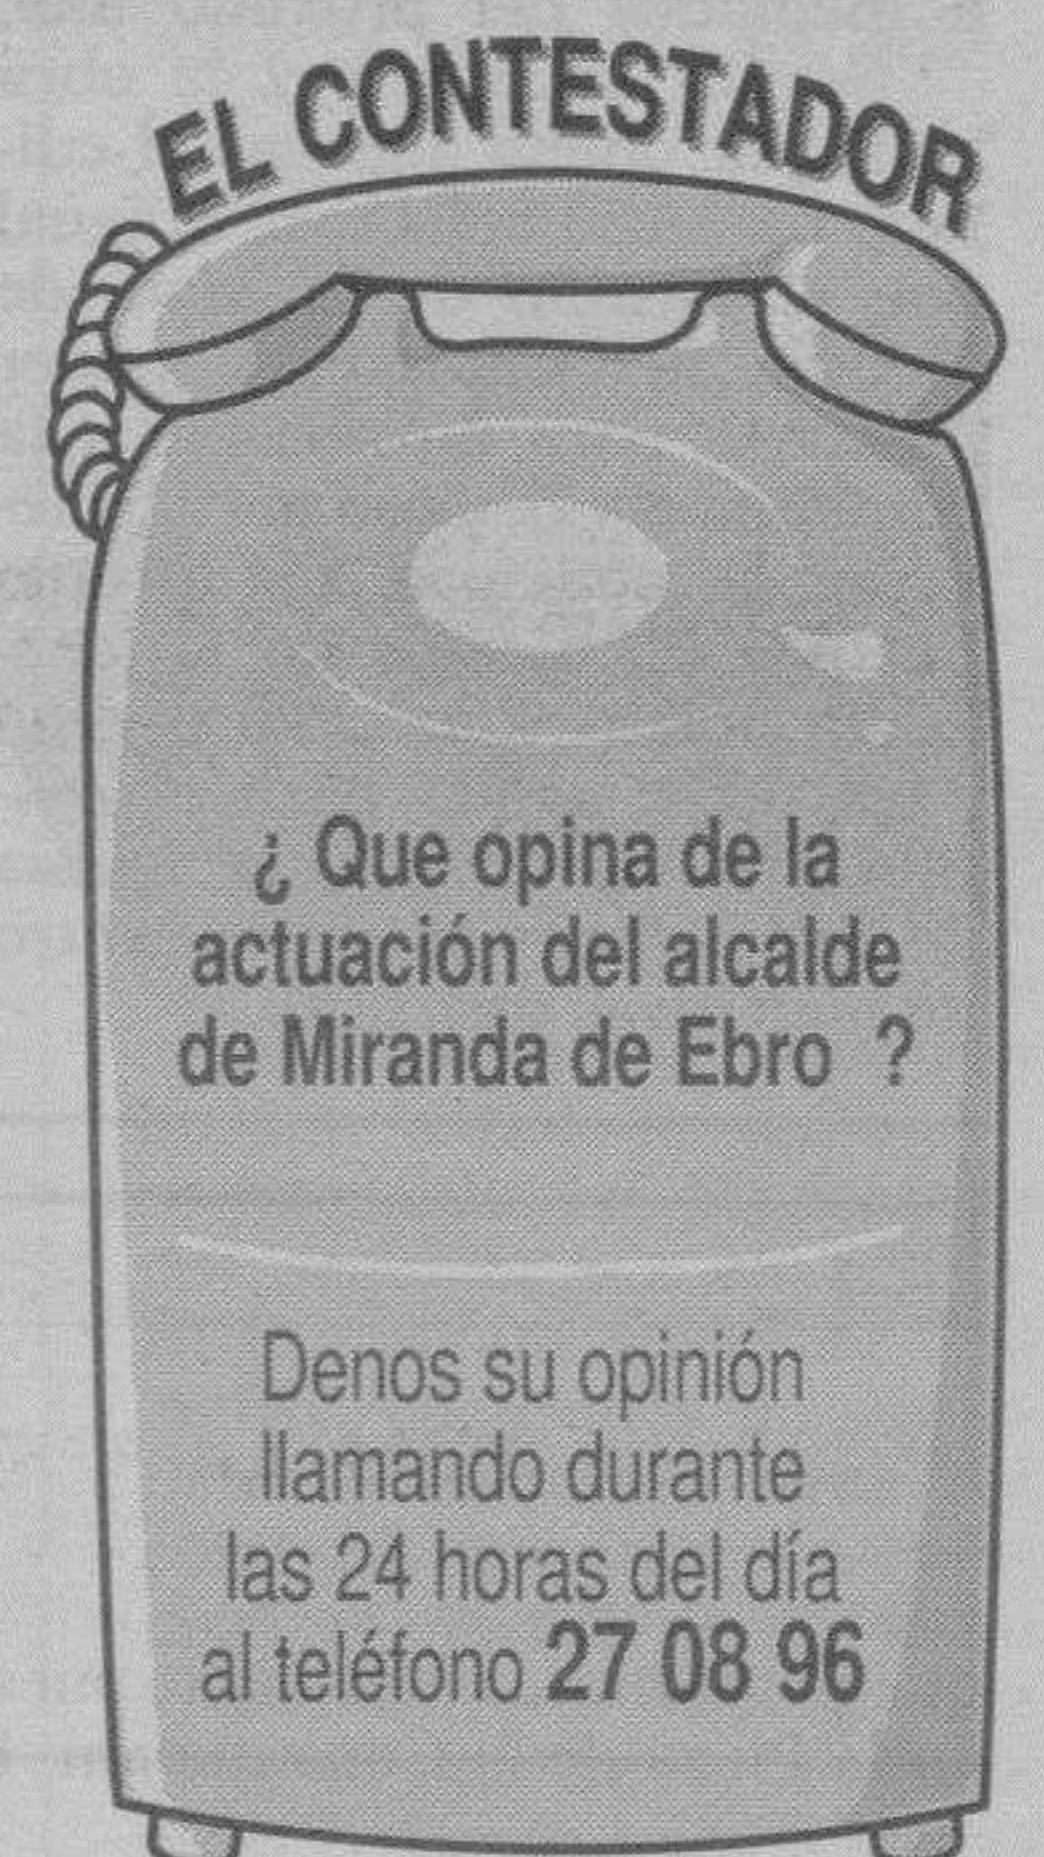 EL CONTESTADOR
¿ Que opina de la
actuación del alcalde
de Miranda de Ebro ?
Denos su opinión
llamando durante
las 24 horas del día
al teléfono 27 08 96